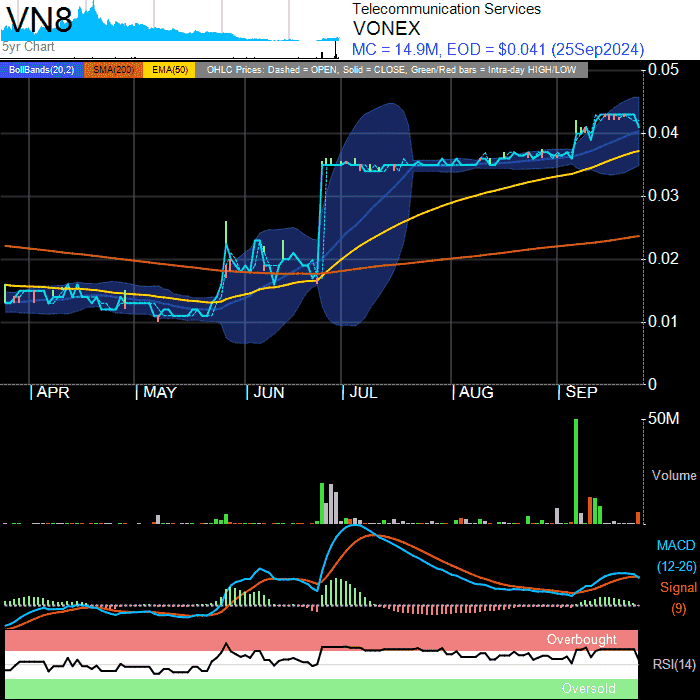 VN8
5yr Chart
Telecommunication Services
VONEX
MC = 14.9M, EOD = $0.041 (25Sep2024)
BollBands(20,2) SMA(200) EMA(50) OHLC Prices: Dashed = OPEN, Solid = CLOSE, Green/Red bars = Intra-day HIGH/LOW
0.05
0.04
0.03
0.02
0.01
0
APR MAY JUN JUL AUG SEP
50M
Volume
MACD
(12-26)
Signal
(9)
Overbought
RSI(14)
Oversold